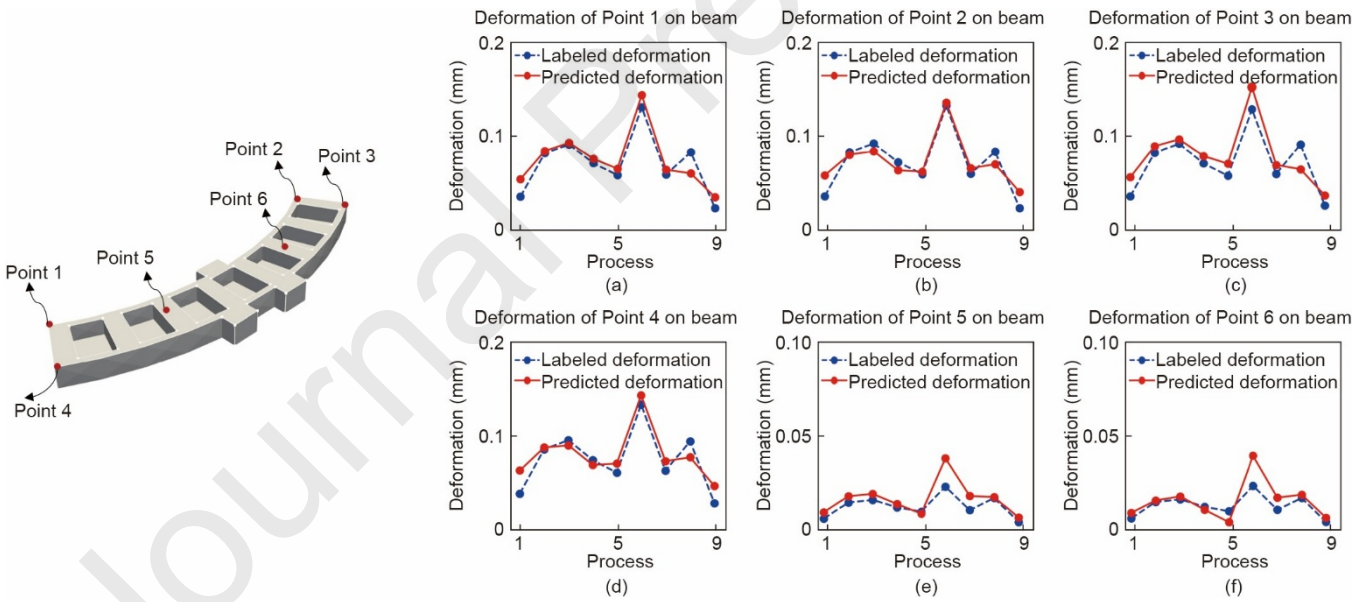 Point 2
Point 3
Point 6
Point 5
Point 1
Point 4
Deformation of Point 1 on beam
0.2
Labeled deformation
Predicted deformation
0.1
0
Deformation (mm)
1
5
9
Process
(a)
Deformation of Point 2 on beam
0.2
Labeled deformation
Predicted deformation
0.1
0
Deformation (mm)
1
5
9
Process
(b)
Deformation of Point 3 on beam
0.2
Labeled deformation
Predicted deformation
0.1
0
Deformation (mm)
1
5
9
Process
(c)
Deformation of Point 4 on beam
0.2
Labeled deformation
Predicted deformation
0.1
0
Deformation (mm)
1
5
9
Process
(d)
Deformation of Point 5 on beam
0.10
Labeled deformation
Predicted deformation
0.05
0
Deformation (mm)
1
5
9
Process
(e)
Deformation of Point 6 on beam
0.10
Labeled deformation
Predicted deformation
0.05
0
Deformation (mm)
1
5
9
Process
(f)
Journal Pre